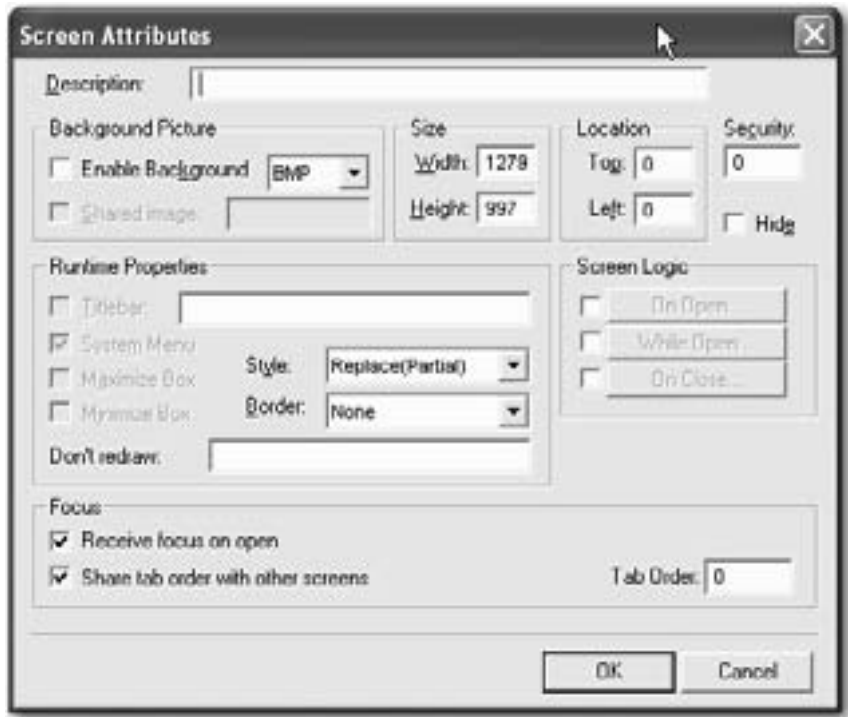 Screen Attributes
Description:
Background Picture
Enable Background
BMP
Shared image:
Size
Width: 1279
Height: 997
Location
Top: 0
Left: 0
Security:
0
Hide
Runtime Properties
Titlebar:
System Menu
Maximize Box
Minimize Box
Style: Replace(Partial)
Border: None
Don't redraw:
Screen Logic
On Open...
While Open...
On Close...
Focus
Receive focus on open
Share tab order with other screens
Tab Order: 0
OK
Cancel